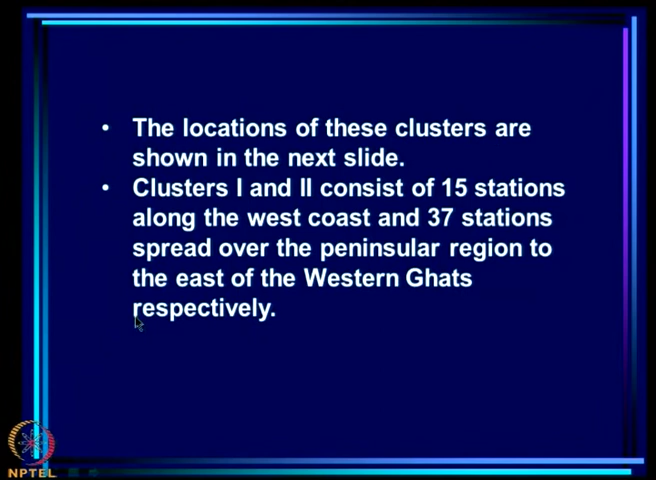 • The locations of these clusters are
shown in the next slide.
• Clusters I and II consist of 15 stations
along the west coast and 37 stations
spread over the peninsular region to
the east of the Western Ghats
respectively.
NPTEL